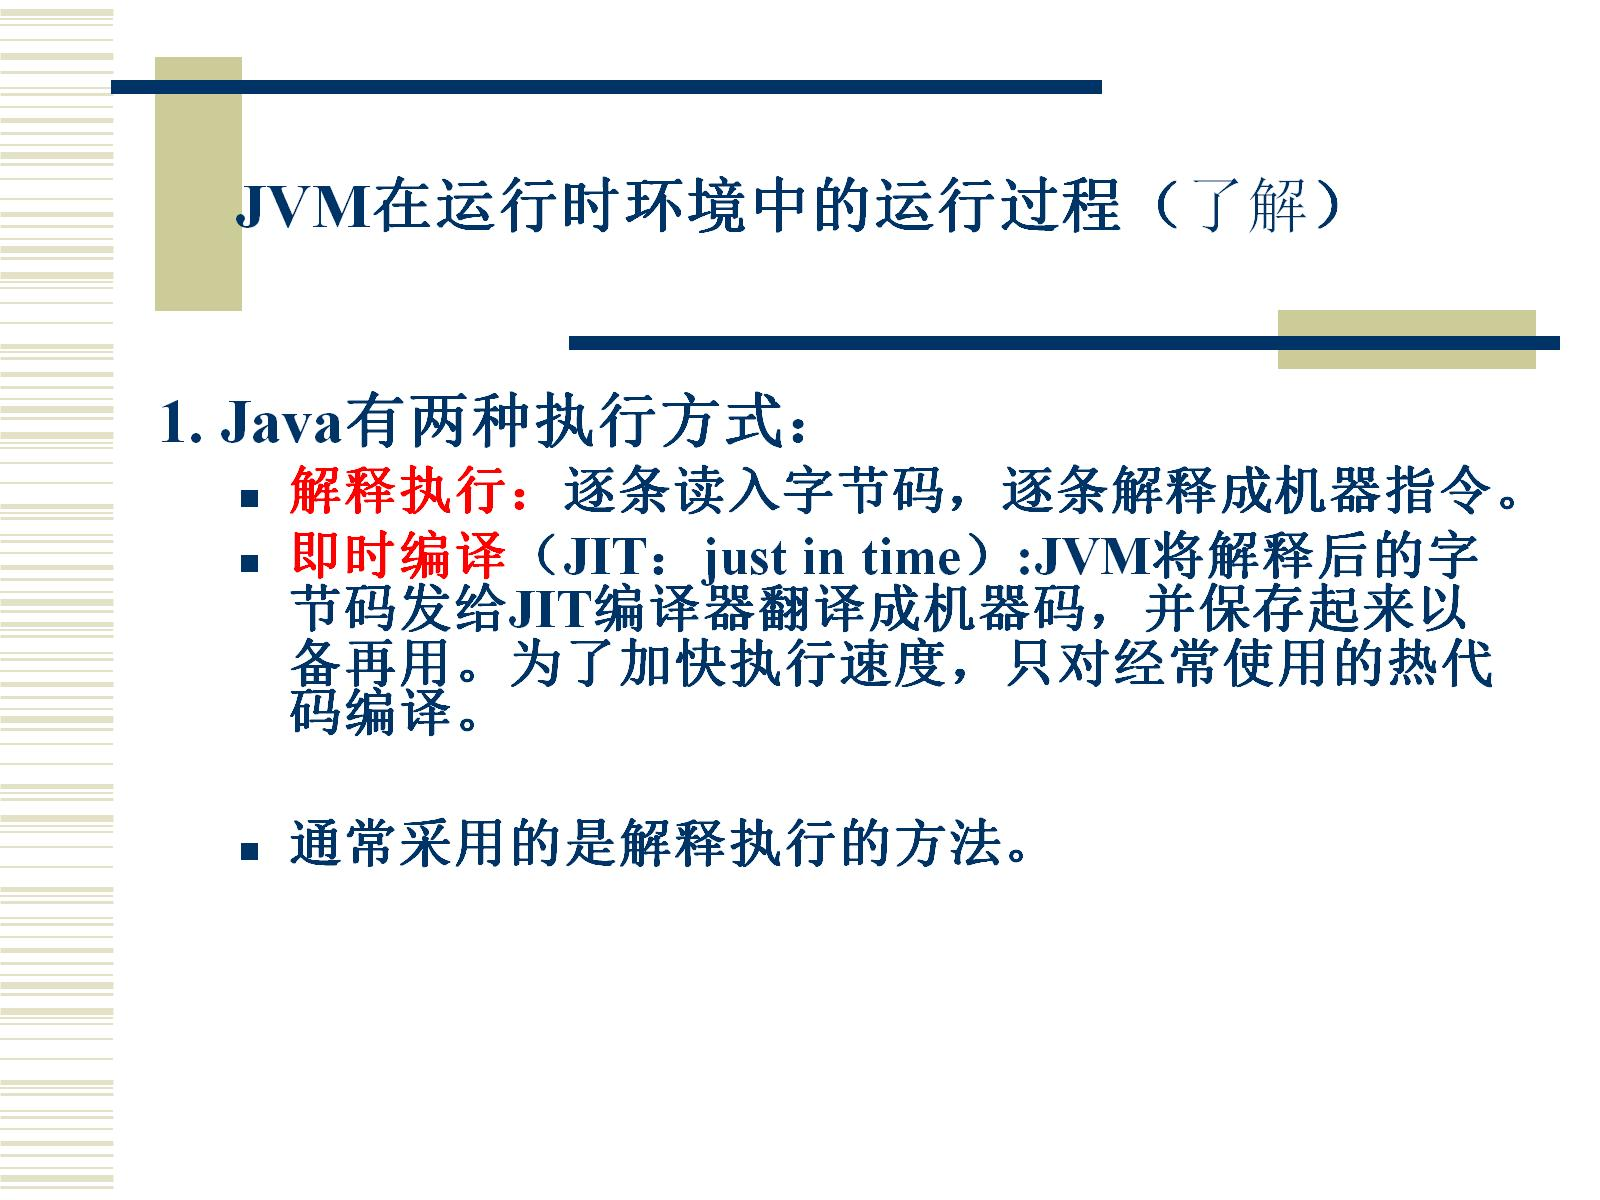 JVM在运行时环境中的运行过程（了解）
1. Java有两种执行方式：
解释执行：逐条读入字节码，逐条解释成机器指令。
即时编译（JIT：just in time）:JVM将解释后的字
节码发给JIT编译器翻译成机器码，并保存起来以
备再用。为了加快执行速度，只对经常使用的热代
码编译。
通常采用的是解释执行的方法。